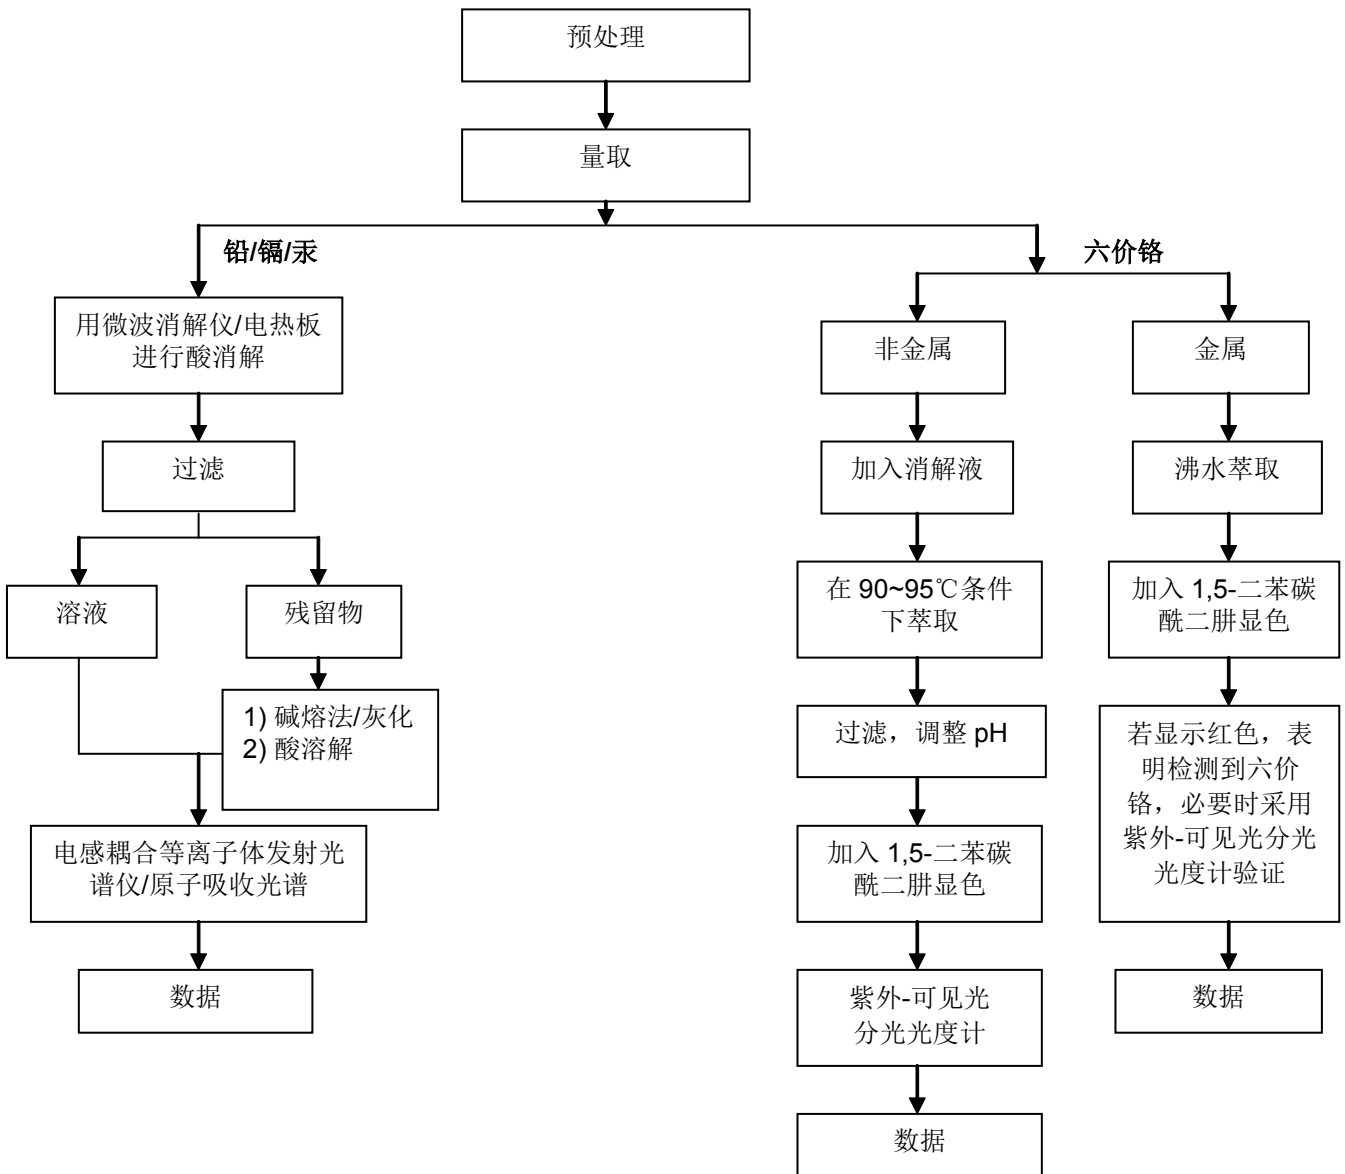 预处理
量取
铅/镉/汞
用微波消解仪/电热板
进行酸消解
过滤
溶液
残留物
1) 碱熔法/灰化
2) 酸溶解
电感耦合等离子体发射光
谱仪/原子吸收光谱
数据
六价铬
非金属
加入消解液
在 90~95℃条件
下萃取
过滤，调整 pH
加入 1,5-二苯碳
酰二肼显色
紫外-可见光
分光光度计
数据
金属
沸水萃取
加入 1,5-二苯碳
酰二肼显色
若显示红色，表
明检测到六价
铬，必要时采用
紫外-可见光分光
光度计验证
数据